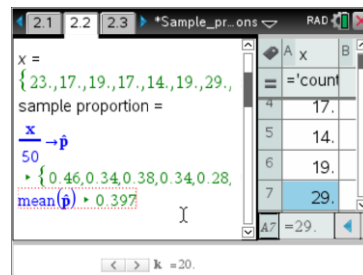 2.1 2.2 2.3 *Sample_pr…ons RAD
x =
{23.,17.,19.,17.,14.,19.,29.,
sample proportion =
x/50 →p̂
▸ {0.46,0.34,0.38,0.34,0.28,
mean(p̂) ▸ 0.397
A x B
= ='count
4 17.
5 14.
6 19.
7 29.
A7 =29.
< > k =20.